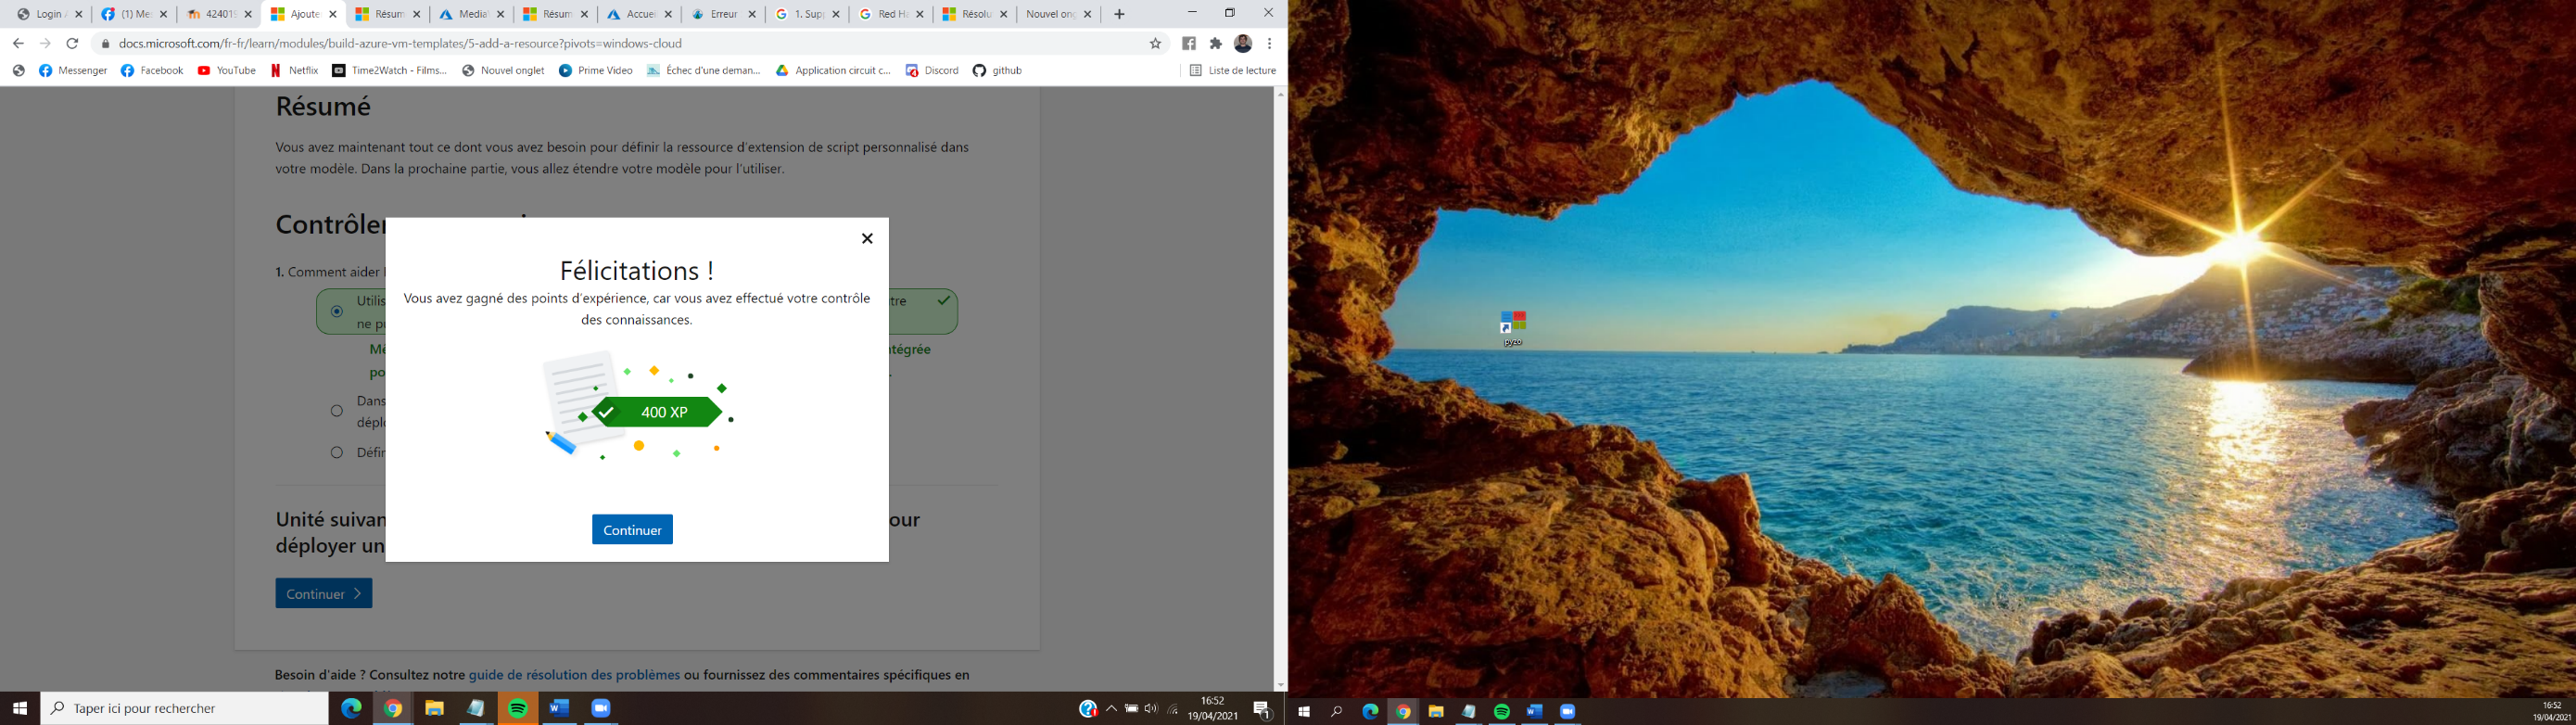 Login
(1) Me
424019
Ajoute
Résum
Media
Résum
Accuei
Erreur
1. Sup
Red H
Résolu
Nouvel ong
docs.microsoft.com/fr-fr/learn/modules/build-azure-vm-templates/5-add-a-resource?pivots=windows-cloud
Messenger
Facebook
YouTube
Netflix
Time2Watch - Films...
Nouvel onglet
Prime Video
Échec d'une deman...
Application circuit c...
Discord
github
Liste de lecture
Résumé
Vous avez maintenant tout ce dont vous avez besoin pour définir la ressource d'extension de script personnalisé dans
votre modèle. Dans la prochaine partie, vous allez étendre votre modèle pour l'utiliser.
Contrôler
1. Comment aider
Utilis
tre
ne p
Mé
ntégrée
po
Dans
déplo
Défin
Félicitations !
Vous avez gagné des points d'expérience, car vous avez effectué votre contrôle
des connaissances.
400 XP
Continuer
Unité suivan
our
déployer un
Continuer
Besoin d'aide ? Consultez notre guide de résolution des problèmes ou fournissez des commentaires spécifiques en
Taper ici pour rechercher
16:52
19/04/2021
1
pyzo
16:52
19/04/2021